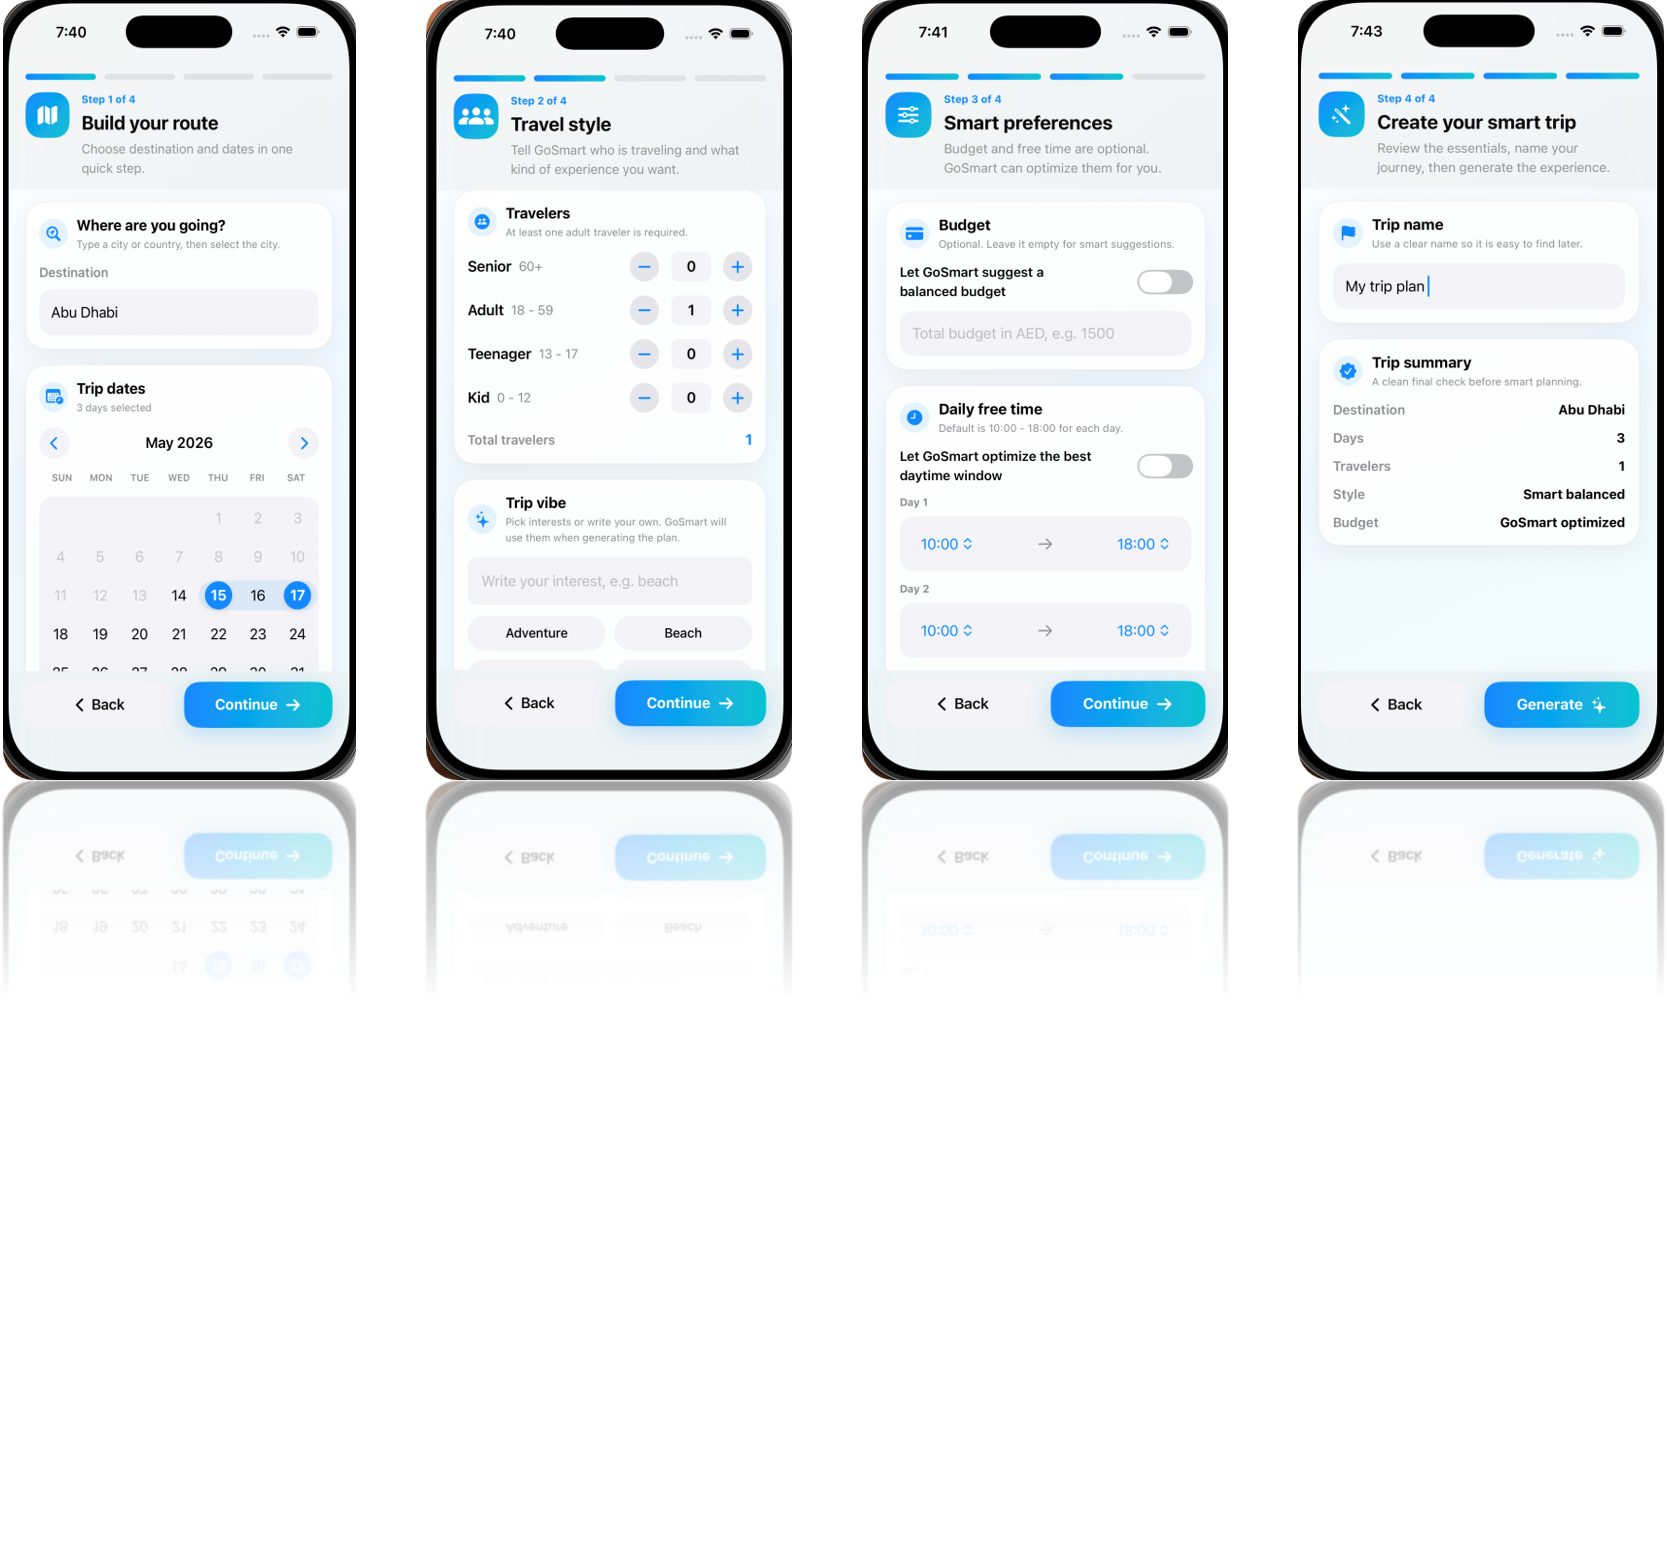 7:40
Step 1 of 4
Build your route
Choose destination and dates in one
quick step.
Where are you going?
Type a city or country, then select the city.
Destination
Abu Dhabi
Trip dates
3 days selected
May 2026
SUN MON TUE WED THU FRI SAT
1 2 3
4 5 6 7 8 9 10
11 12 13 14 15 16 17
18 19 20 21 22 23 24
25 26 27 28 29 30 31
Back
Continue
7:40
Step 2 of 4
Travel style
Tell GoSmart who is traveling and what
kind of experience you want.
Travelers
At least one adult traveler is required.
Senior 60+ 0
Adult 18 - 59 1
Teenager 13 - 17 0
Kid 0 - 12 0
Total travelers 1
Trip vibe
Pick interests or write your own. GoSmart will
use them when generating the plan.
Write your interest, e.g. beach
Adventure Beach
Back
Continue
7:41
Step 3 of 4
Smart preferences
Budget and free time are optional.
GoSmart can optimize them for you.
Budget
Optional. Leave it empty for smart suggestions.
Let GoSmart suggest a
balanced budget
Total budget in AED, e.g. 1500
Daily free time
Default is 10:00 - 18:00 for each day.
Let GoSmart optimize the best
daytime window
Day 1
10:00 → 18:00
Day 2
10:00 → 18:00
Back
Continue
7:43
Step 4 of 4
Create your smart trip
Review the essentials, name your
journey, then generate the experience.
Trip name
Use a clear name so it is easy to find later.
My trip plan
Trip summary
A clean final check before smart planning.
Destination Abu Dhabi
Days 3
Travelers 1
Style Smart balanced
Budget GoSmart optimized
Back
Generate